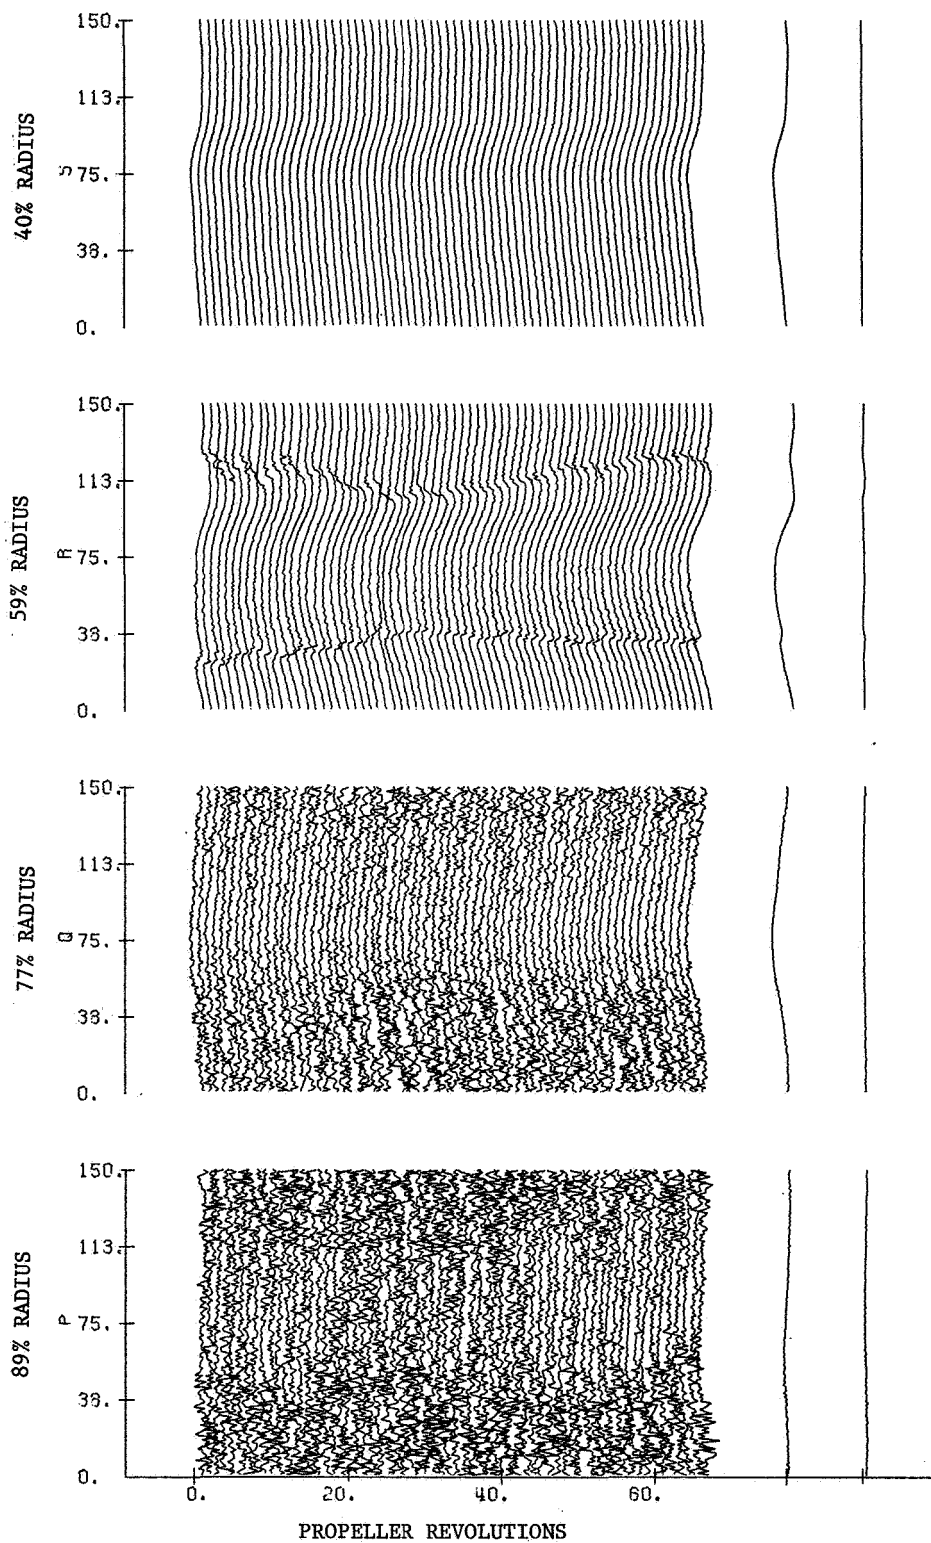 40% RADIUS
S
150.
113.
75.
38.
0.
59% RADIUS
R
150.
113.
75.
38.
0.
77% RADIUS
Q
150.
113.
75.
38.
0.
89% RADIUS
P
150.
113.
75.
38.
0.
0. 20. 40. 60.
PROPELLER REVOLUTIONS